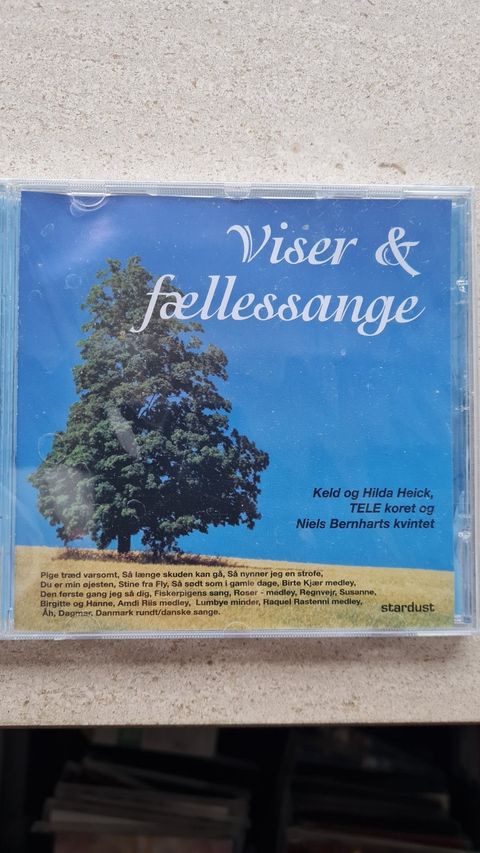 Viser &
fællessange
Keld og Hilda Heick,
TELE koret og
Niels Bernharts kvintet
Pige træd varsomt, Så længe skuden kan gå, Så nynner jeg en strofe,
Du er min øjesten, Stine fra Fly, Så sødt som i gamle dage, Birte Kjær medley,
Den første gang jeg så dig, Fiskerpigens sang, Roser - medley, Regnvejr, Susanne,
Birgitte og Hanne, Amdi Riis medley, Lumbye minder, Raquel Rastenni medley,
Åh, Dagmar, Danmark rundt/danske sange.
stardust